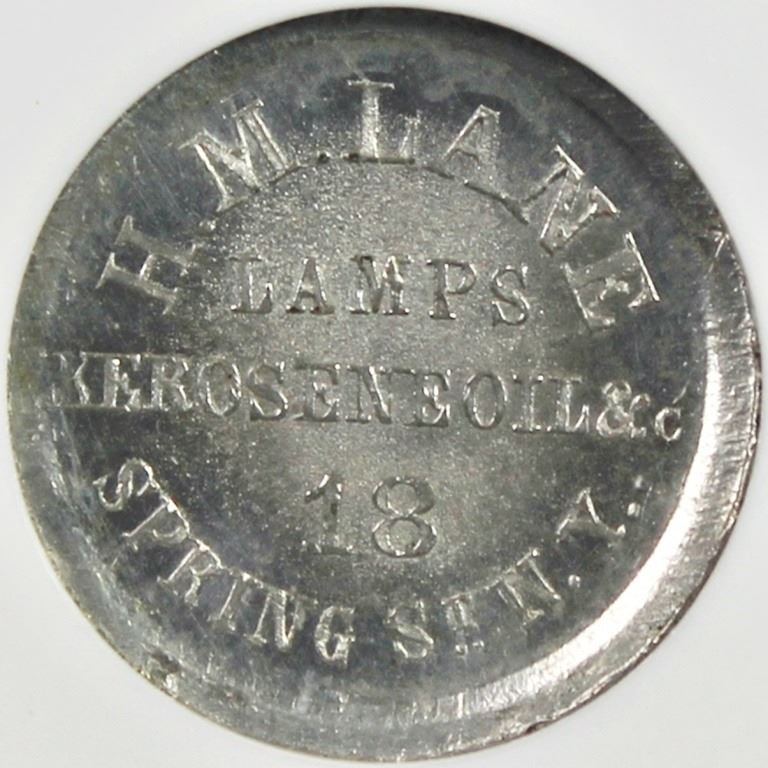 H. M. LANE
LAMPS
KEROSENE OIL &c
18
SPRING St. N. Y.